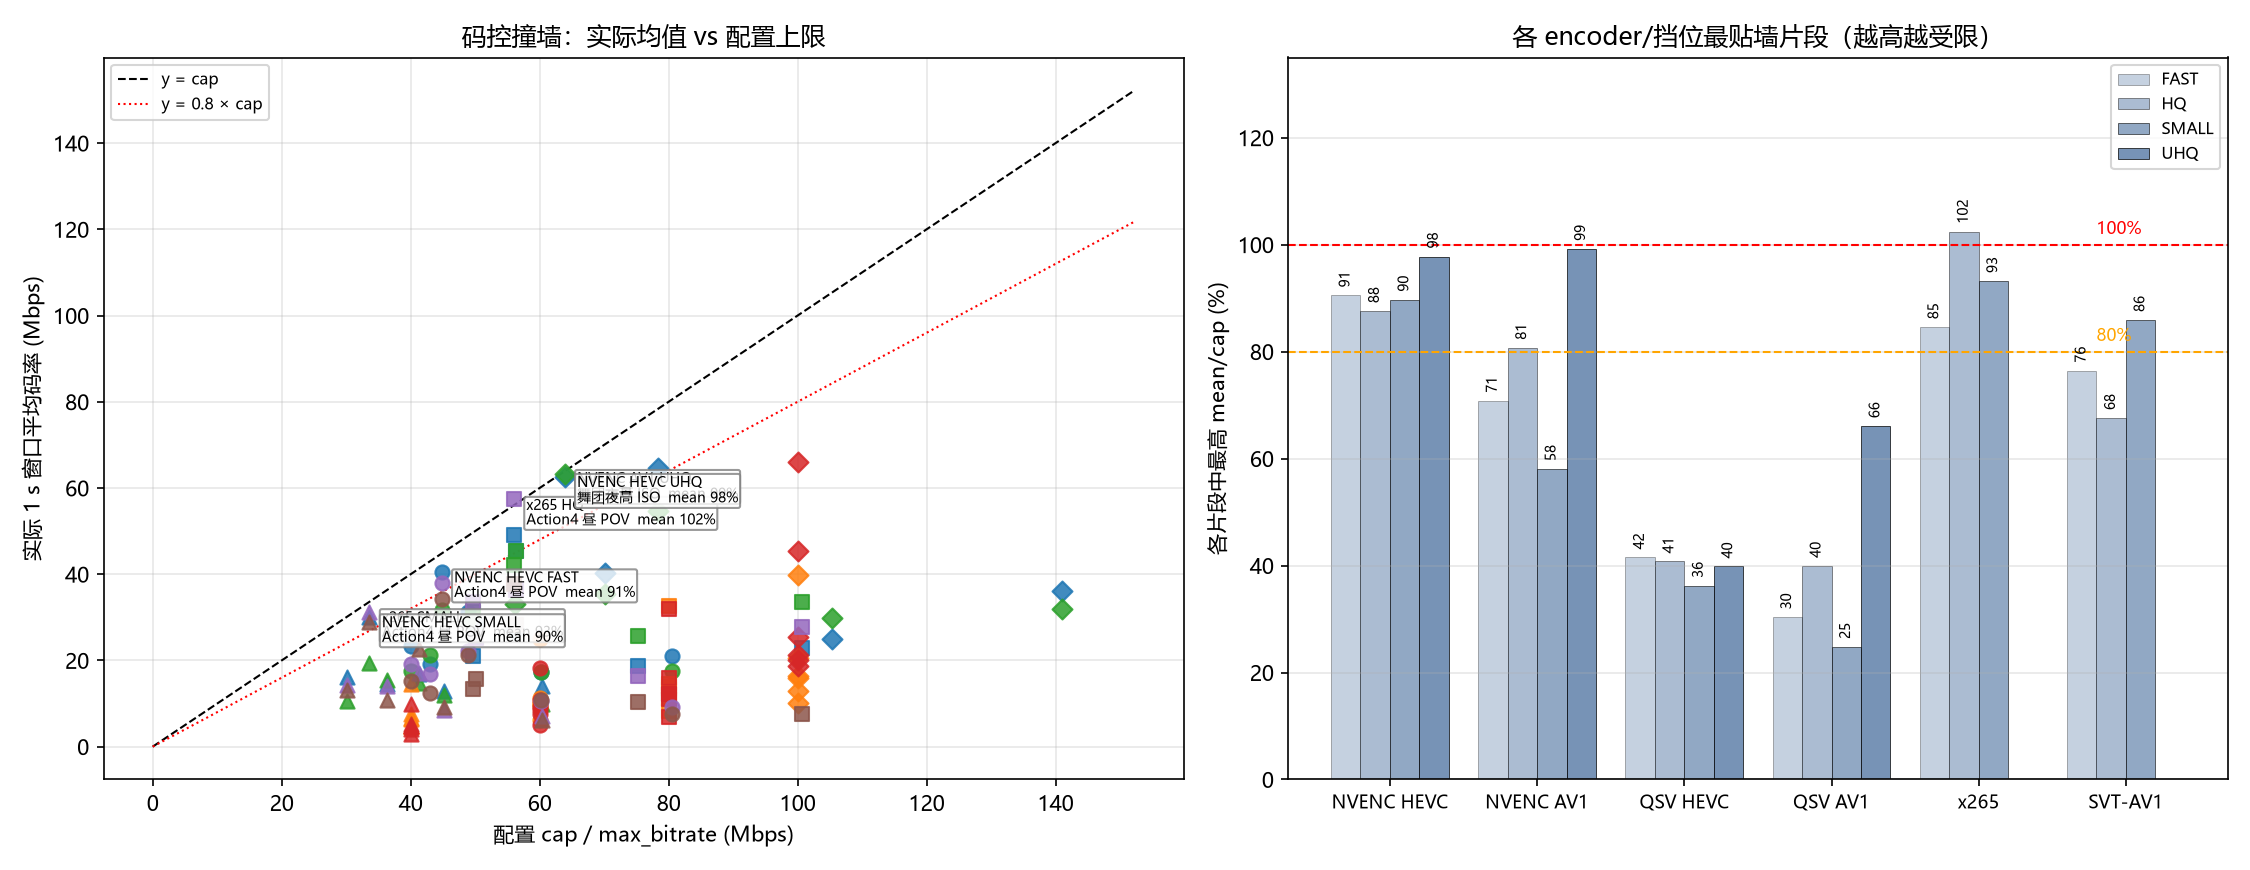 码控撞墙：实际均值 vs 配置上限
y = cap
y = 0.8 × cap
实际 1 s 窗口平均码率 (Mbps)
140
120
100
80
60
40
20
0
NVENC HEVC UHQ
舞团夜高 ISO mean 98%
x265 HQ
Action4 昼 POV mean 102%
NVENC HEVC FAST
Action4 昼 POV mean 91%
NVENC HEVC SMALL
Action4 昼 POV mean 90%
0 20 40 60 80 100 120 140
配置 cap / max_bitrate (Mbps)
各 encoder/挡位最贴墙片段（越高越受限）
FAST
HQ
SMALL
UHQ
各片段中最高 mean/cap (%)
120
100
80
60
40
20
0
100%
80%
91 88 90 98
71 81 58 99
42 41 36 40
30 40 25 66
85 102 93
76 68 86
NVENC HEVC NVENC AV1 QSV HEVC QSV AV1 x265 SVT-AV1